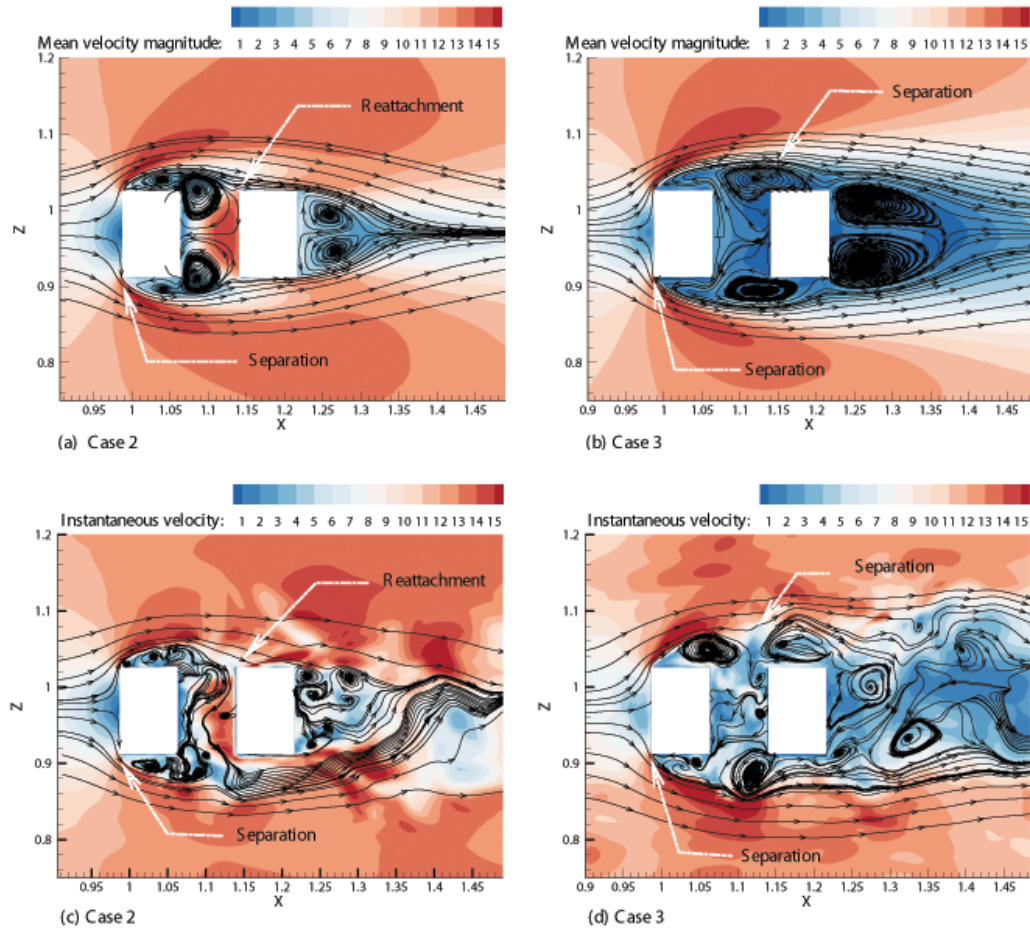 Mean velocity magnitude: 1 2 3 4 5 6 7 8 9 10 11 12 13 14 15
1.2
Reattachment
1.1
Z
1
0.9
Separation
0.8
0.95 1 1.05 1.1 1.15 1.2 1.25 1.3 1.35 1.4 1.45
X
(a) Case 2
Mean velocity magnitude: 1 2 3 4 5 6 7 8 9 10 11 12 13 14 15
1.2
Separation
1.1
Z
1
0.9
Separation
0.8
0.9 0.95 1 1.05 1.1 1.15 1.2 1.25 1.3 1.35 1.4 1.45
X
(b) Case 3
Instantaneous velocity: 1 2 3 4 5 6 7 8 9 10 11 12 13 14 15
1.2
Reattachment
1.1
Z
1
0.9
Separation
0.8
0.95 1 1.05 1.1 1.15 1.2 1.25 1.3 1.35 1.4 1.45
X
(c) Case 2
Instantaneous velocity: 1 2 3 4 5 6 7 8 9 10 11 12 13 14 15
1.2
Separation
1.1
Z
1
0.9
Separation
0.8
0.9 0.95 1 1.05 1.1 1.15 1.2 1.25 1.3 1.35 1.4 1.45
X
(d) Case 3